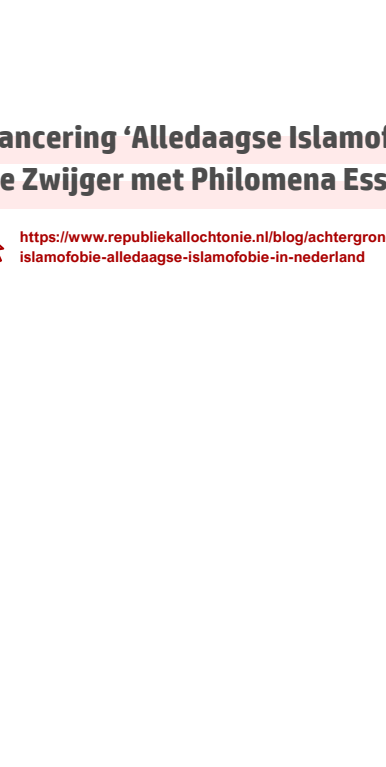 ancering ‘Alledaagse Islamof
e Zwijger met Philomena Ess
https://www.republiekallochtonie.nl/blog/achtergron
islamofobie-alledaagse-islamofobie-in-nederland